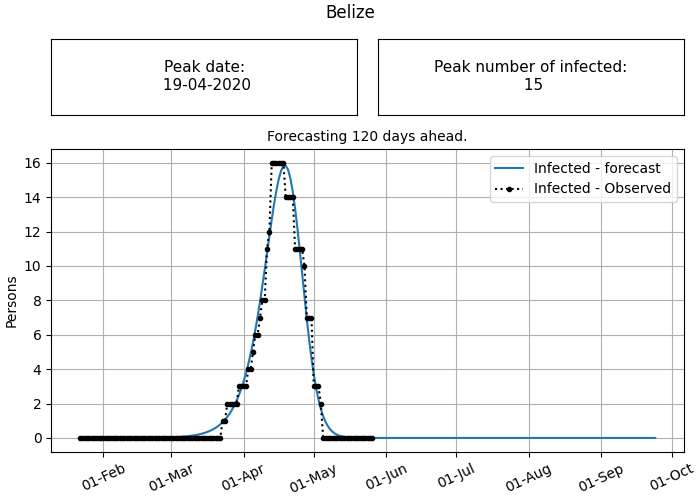 Belize
Peak date:
19-04-2020
Peak number of infected:
15
Forecasting 120 days ahead.
Infected - forecast
Infected - Observed
Persons
16
14
12
10
8
6
4
2
0
01-Feb
01-Mar
01-Apr
01-May
01-Jun
01-Jul
01-Aug
01-Sep
01-Oct